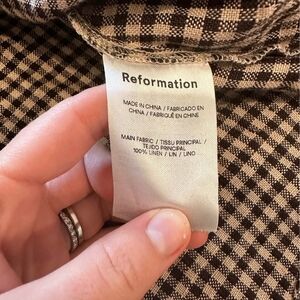 Reformation
MADE IN CHINA / FABRICADO EN
CHINA / FABRIQUÉ EN CHINE
MAIN FABRIC / TISSU PRINCIPAL /
TEJIDO PRINCIPAL
100% LINEN / LIN / LINO